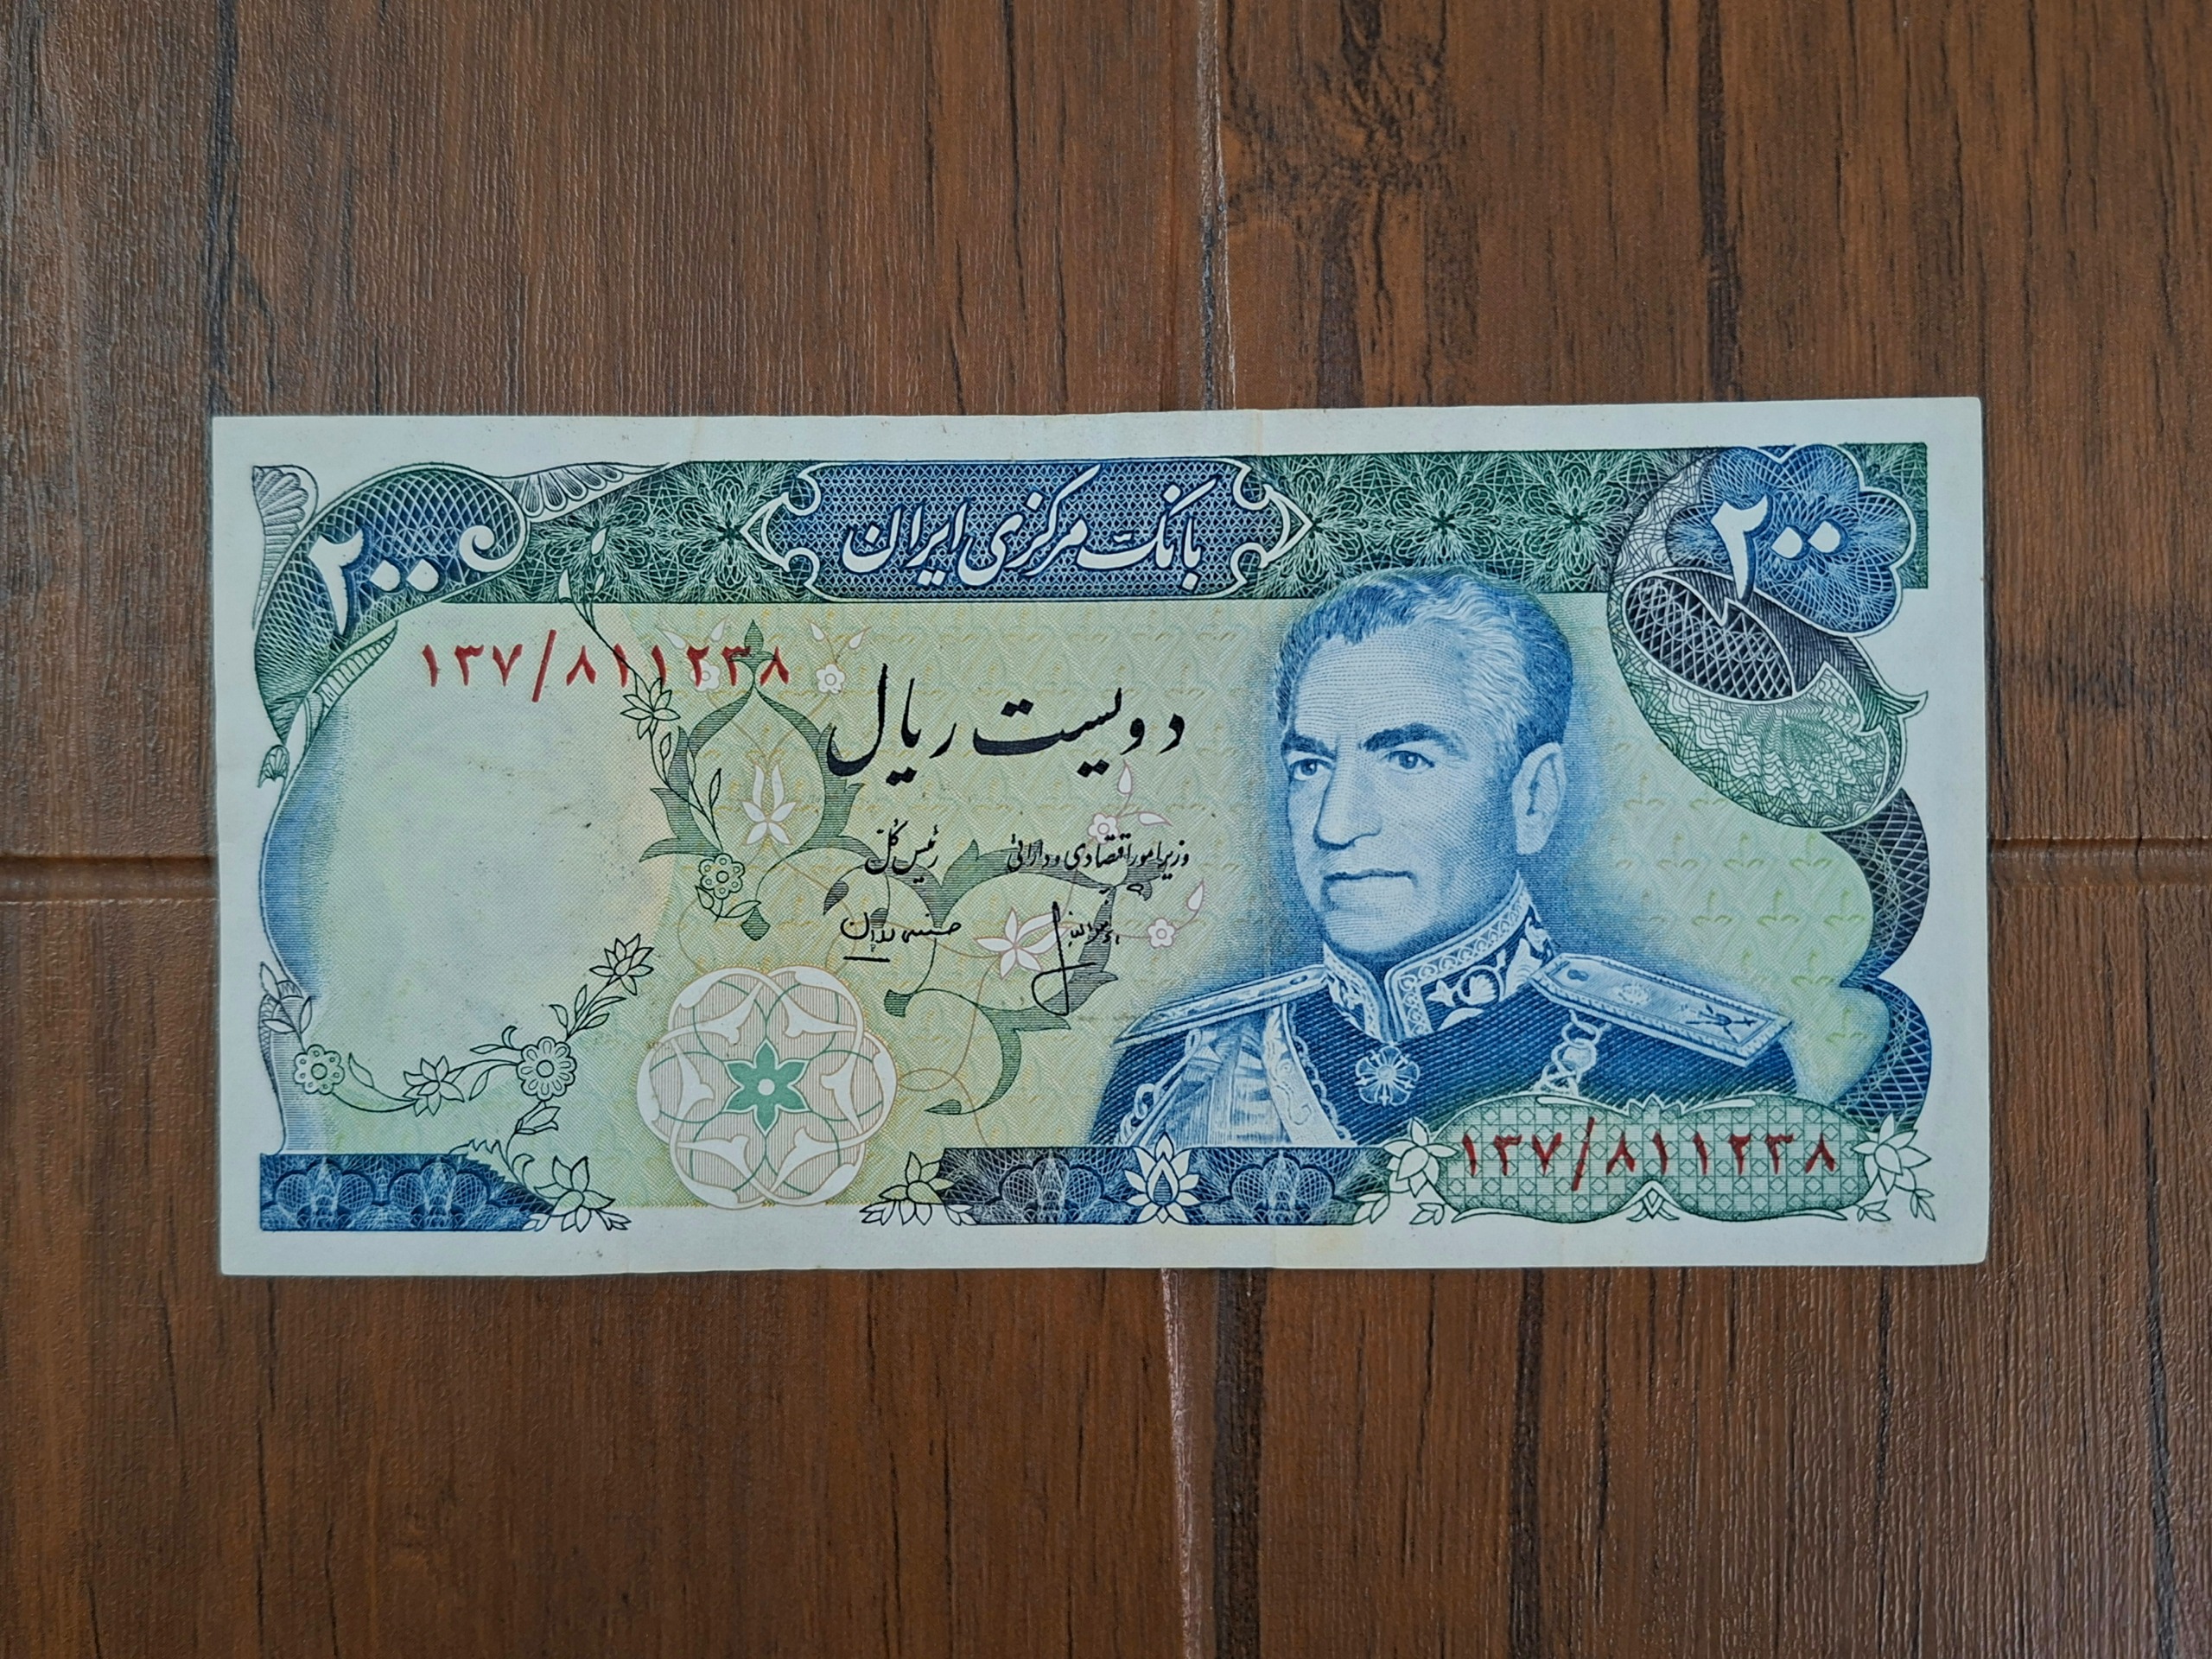 بانک مرکزی ایران
۲۰۰
۲۰۰
۱۳۷/۸۱۱۲۳۸
دویست ریال
وزیر امور اقتصادی و دارائی
رئیس کل
۱۳۷/۸۱۱۲۳۸